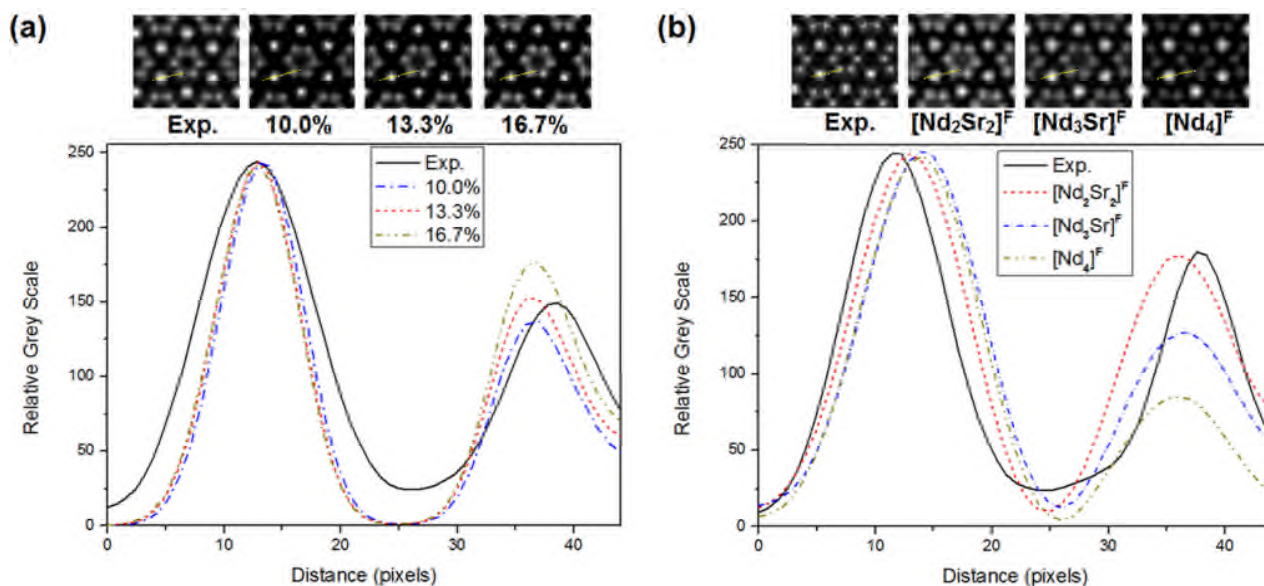 (a)
Exp. 10.0% 13.3% 16.7%
250
200
150
100
50
0
Relative Grey Scale
Exp.
10.0%
13.3%
16.7%
0 10 20 30 40
Distance (pixels)
(b)
Exp. [Nd₂Sr₂]ᶠ [Nd₃Sr]ᶠ [Nd₄]ᶠ
250
200
150
100
50
0
Relative Grey Scale
Exp.
[Nd₂Sr₂]ᶠ
[Nd₃Sr]ᶠ
[Nd₄]ᶠ
0 10 20 30 40
Distance (pixels)